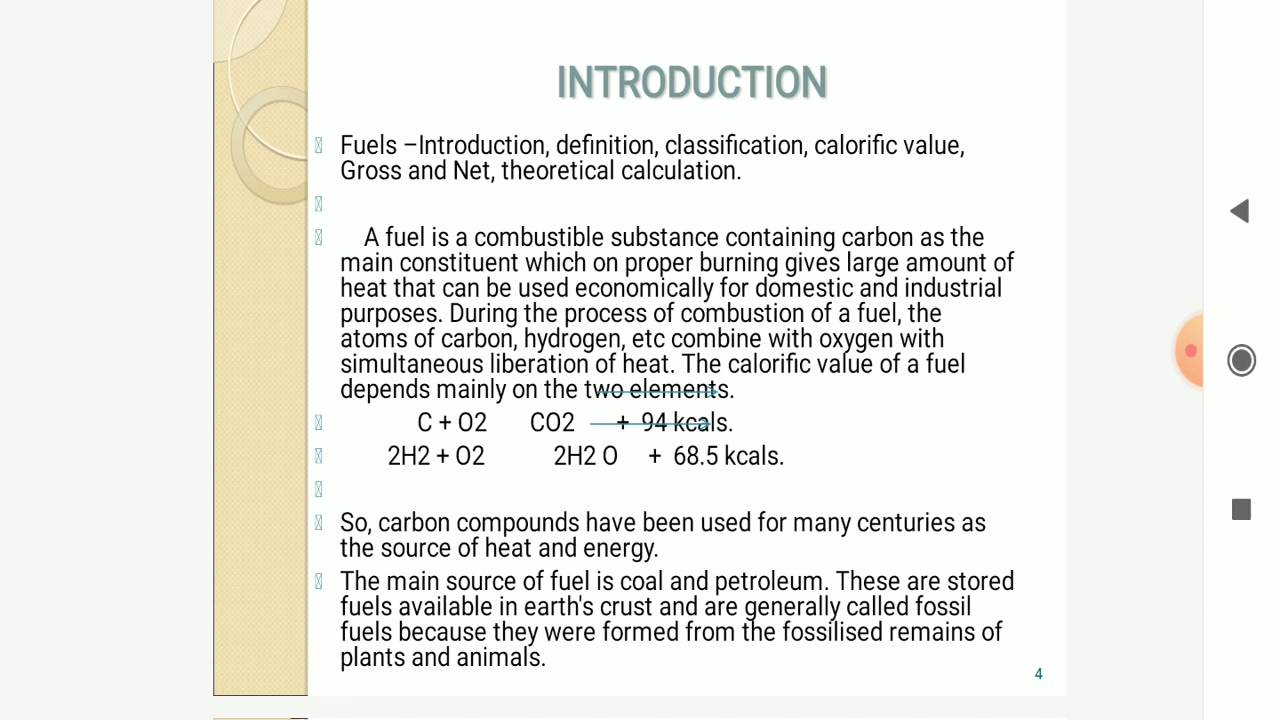 INTRODUCTION
Fuels –Introduction, definition, classification, calorific value,
Gross and Net, theoretical calculation.
A fuel is a combustible substance containing carbon as the
main constituent which on proper burning gives large amount of
heat that can be used economically for domestic and industrial
purposes. During the process of combustion of a fuel, the
atoms of carbon, hydrogen, etc combine with oxygen with
simultaneous liberation of heat. The calorific value of a fuel
depends mainly on the two elements.
C + O2 CO2 + 94 kcals.
2H2 + O2 2H2 O + 68.5 kcals.
So, carbon compounds have been used for many centuries as
the source of heat and energy.
The main source of fuel is coal and petroleum. These are stored
fuels available in earth's crust and are generally called fossil
fuels because they were formed from the fossilised remains of
plants and animals.
4